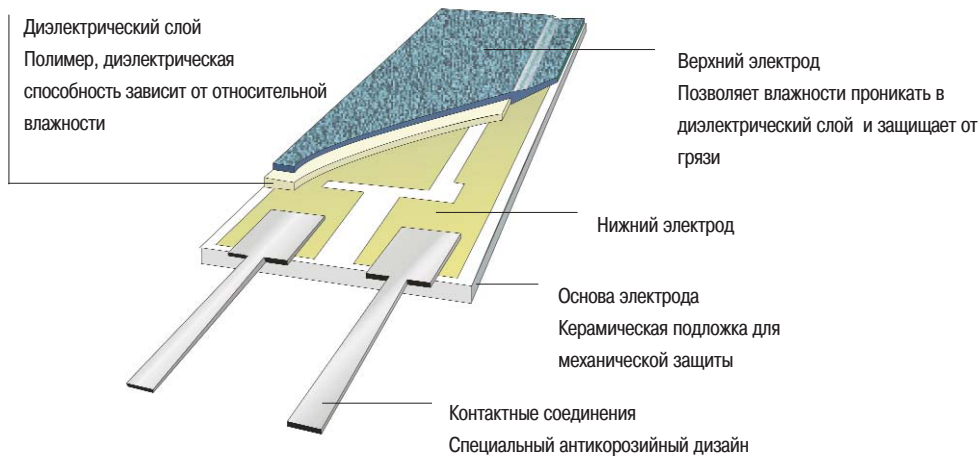 Диэлектрический слой
Полимер, диэлектрическая
способность зависит от относительной
влажности
Верхний электрод
Позволяет влажности проникать в
диэлектрический слой и защищает от
грязи
Нижний электрод
Основа электрода
Керамическая подложка для
механической защиты
Контактные соединения
Специальный антикорозийный дизайн